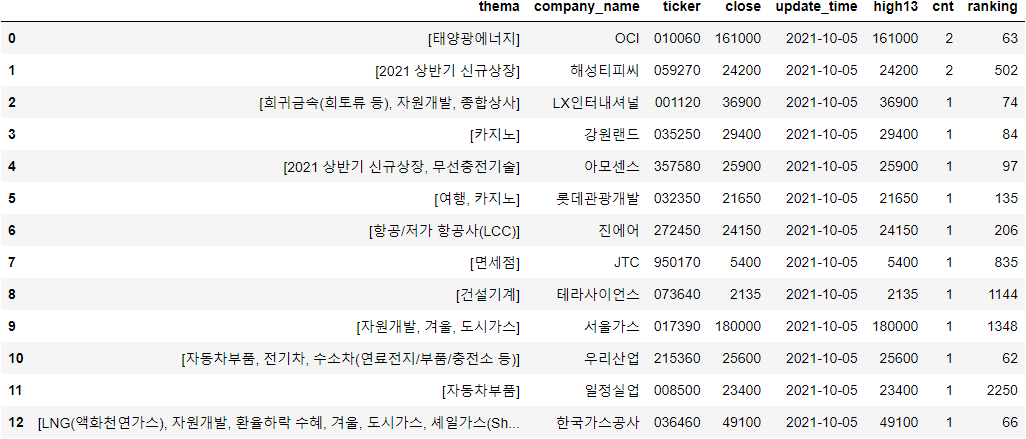 thema company_name ticker close update_time high13 cnt ranking
0 [태양광에너지] OCI 010060 161000 2021-10-05 161000 2 63
1 [2021 상반기 신규상장] 해성티피씨 059270 24200 2021-10-05 24200 2 502
2 [희귀금속(희토류 등), 자원개발, 종합상사] LX인터내셔널 001120 36900 2021-10-05 36900 1 74
3 [카지노] 강원랜드 035250 29400 2021-10-05 29400 1 84
4 [2021 상반기 신규상장, 무선충전기술] 아모센스 357580 25900 2021-10-05 25900 1 97
5 [여행, 카지노] 롯데관광개발 032350 21650 2021-10-05 21650 1 135
6 [항공/저가 항공사(LCC)] 진에어 272450 24150 2021-10-05 24150 1 206
7 [면세점] JTC 950170 5400 2021-10-05 5400 1 835
8 [건설기계] 테라사이언스 073640 2135 2021-10-05 2135 1 1144
9 [자원개발, 겨울, 도시가스] 서울가스 017390 180000 2021-10-05 180000 1 1348
10 [자동차부품, 전기차, 수소차(연료전지/부품/충전소 등)] 우리산업 215360 25600 2021-10-05 25600 1 62
11 [자동차부품] 일정실업 008500 23400 2021-10-05 23400 1 2250
12 [LNG(액화천연가스), 자원개발, 환율하락 수혜, 겨울, 도시가스, 셰일가스(Sh... 한국가스공사 036460 49100 2021-10-05 49100 1 66